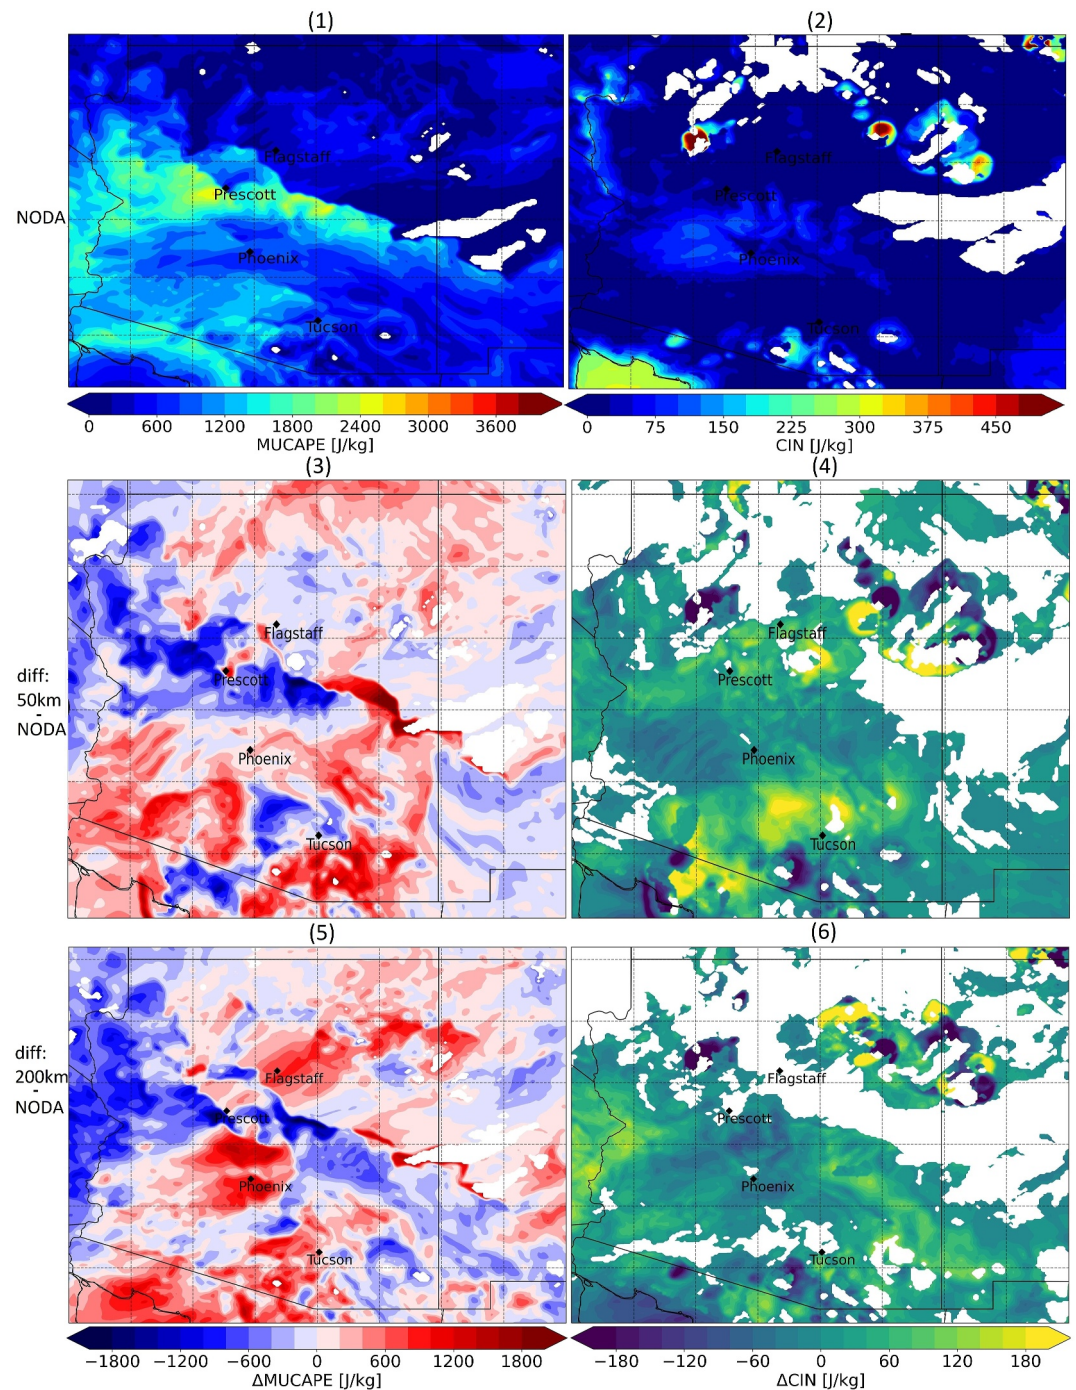 (1)
(2)
NODA
Flagstaff
Prescott
Phoenix
Tucson
Flagstaff
Prescott
Phoenix
Tucson
0 600 1200 1800 2400 3000 3600
MUCAPE [J/kg]
0 75 150 225 300 375 450
CIN [J/kg]
(3)
(4)
diff:
50km
-
NODA
Flagstaff
Prescott
Phoenix
Tucson
Flagstaff
Prescott
Phoenix
Tucson
(5)
(6)
diff:
200km
-
NODA
Flagstaff
Prescott
Phoenix
Tucson
Flagstaff
Prescott
Phoenix
Tucson
−1800 −1200 −600 0 600 1200 1800
ΔMUCAPE [J/kg]
−180 −120 −60 0 60 120 180
ΔCIN [J/kg]